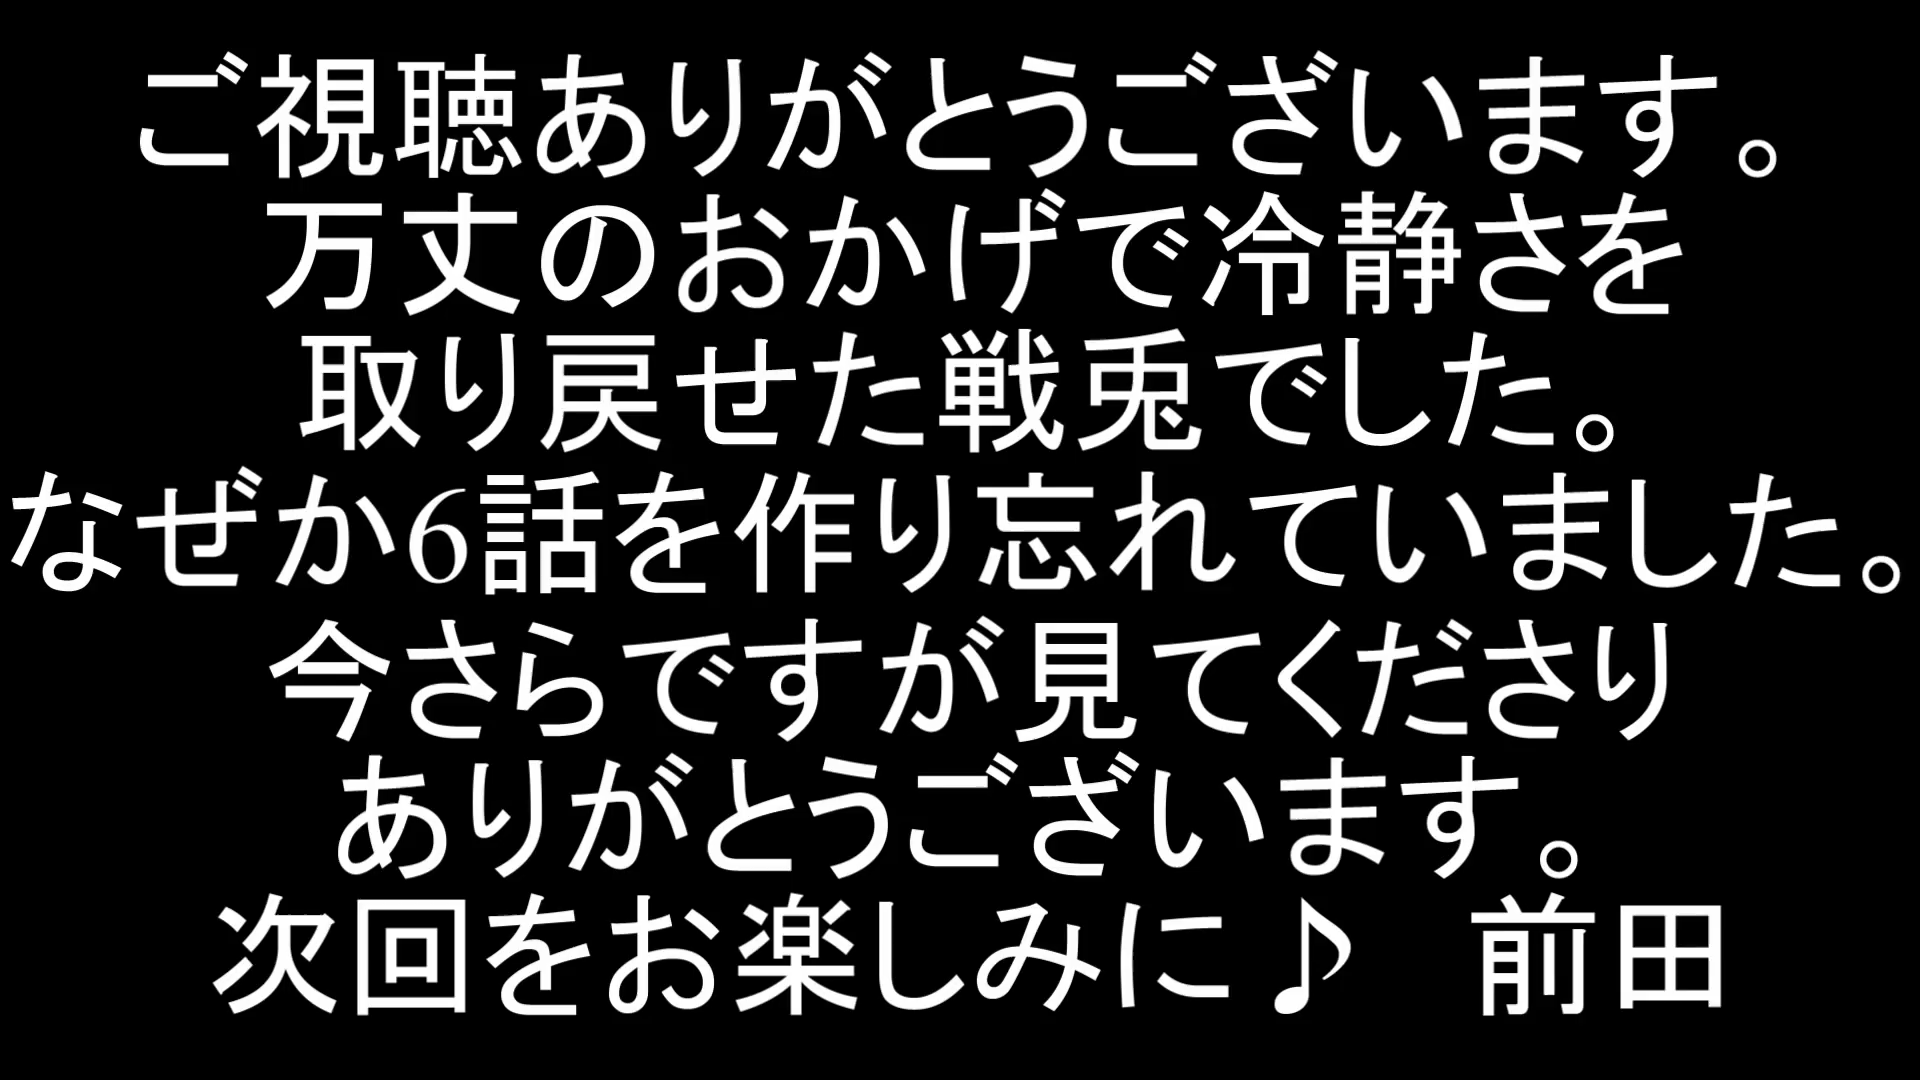 ご視聴ありがとうございます。
万丈のおかげで冷静さを
取り戻せた戦兎でした。
なぜか6話を作り忘れていました。
今さらですが見てくださり
ありがとうございます。
次回をお楽しみに♪　前田